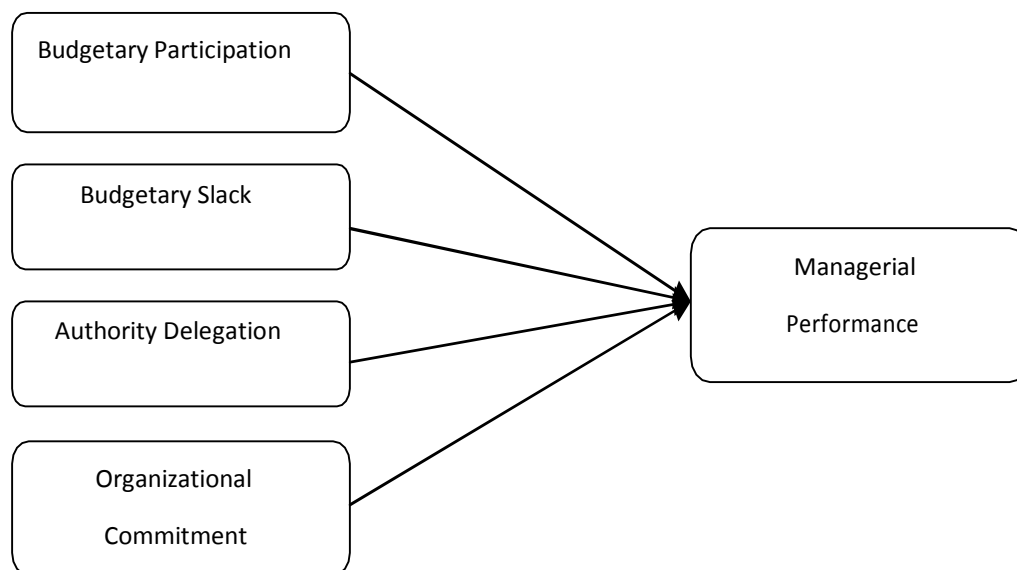 Budgetary Participation
Budgetary Slack
Authority Delegation
Organizational
Commitment
Managerial
Performance